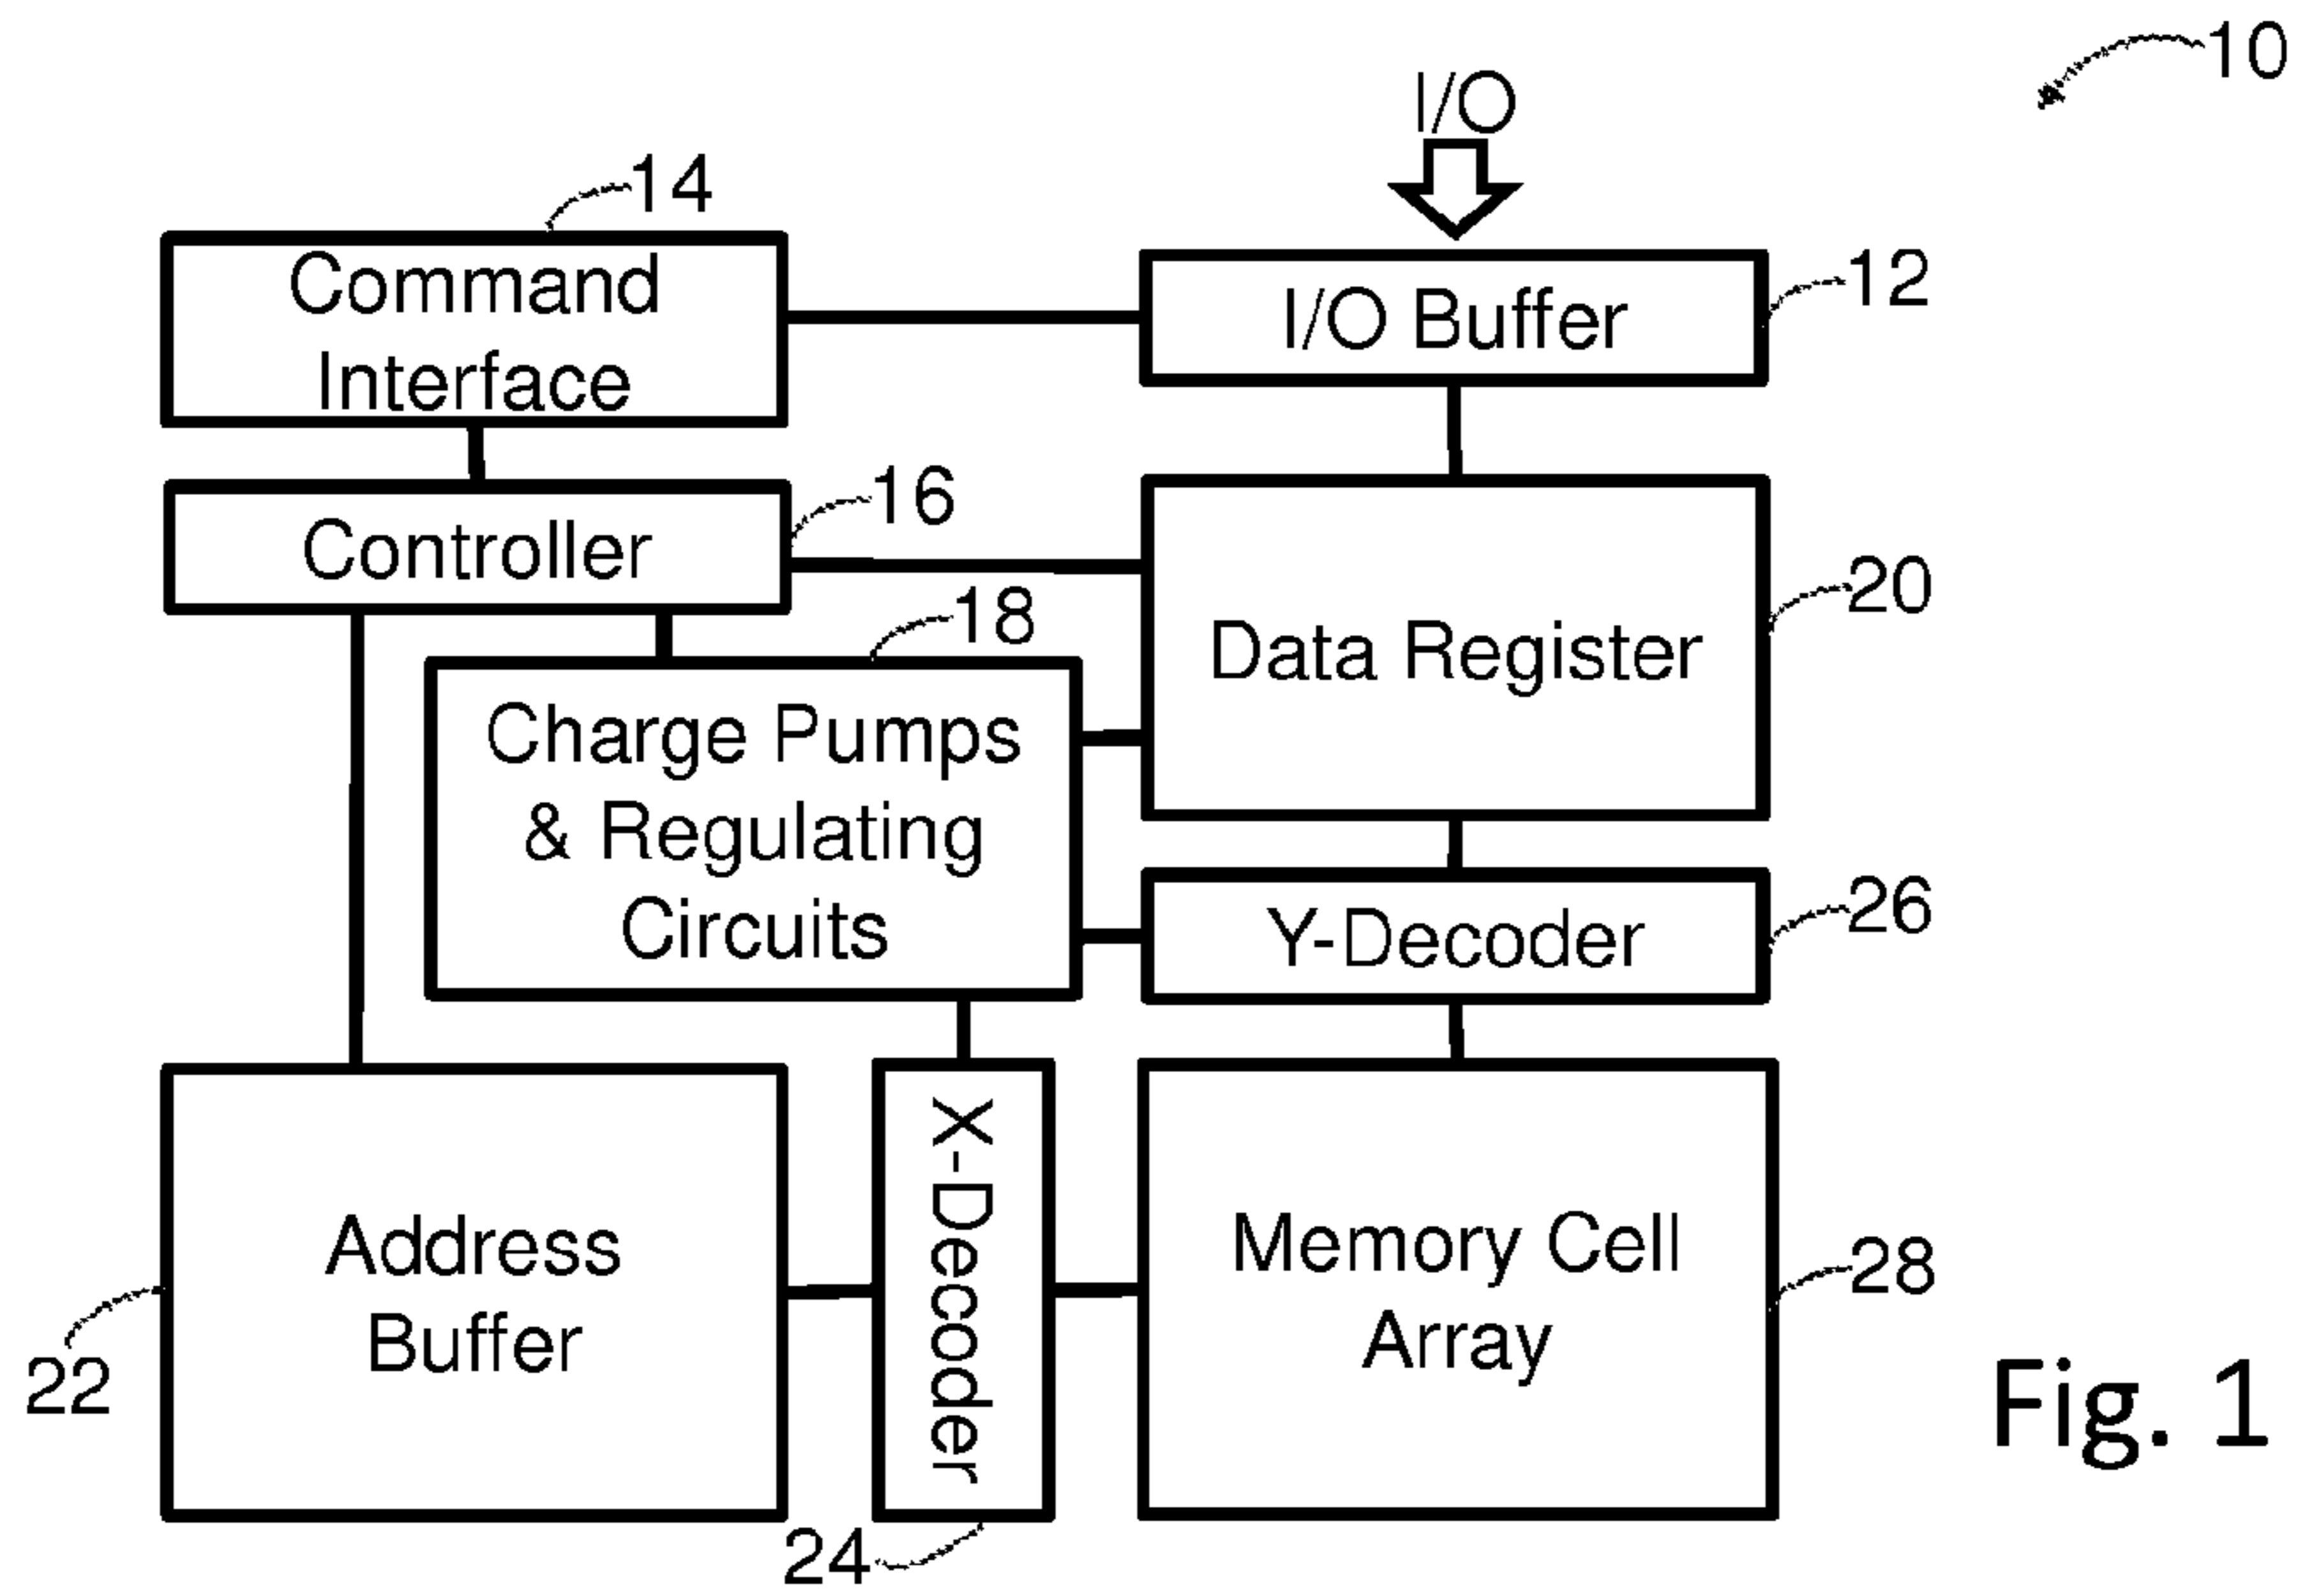 10
I/O
14
Command
Interface
I/O Buffer
12
Controller
16
Data Register
20
18
Charge Pumps
& Regulating
Circuits
Y-Decoder
26
Address
Buffer
22
X-Decoder
24
Memory Cell
Array
28
Fig. 1